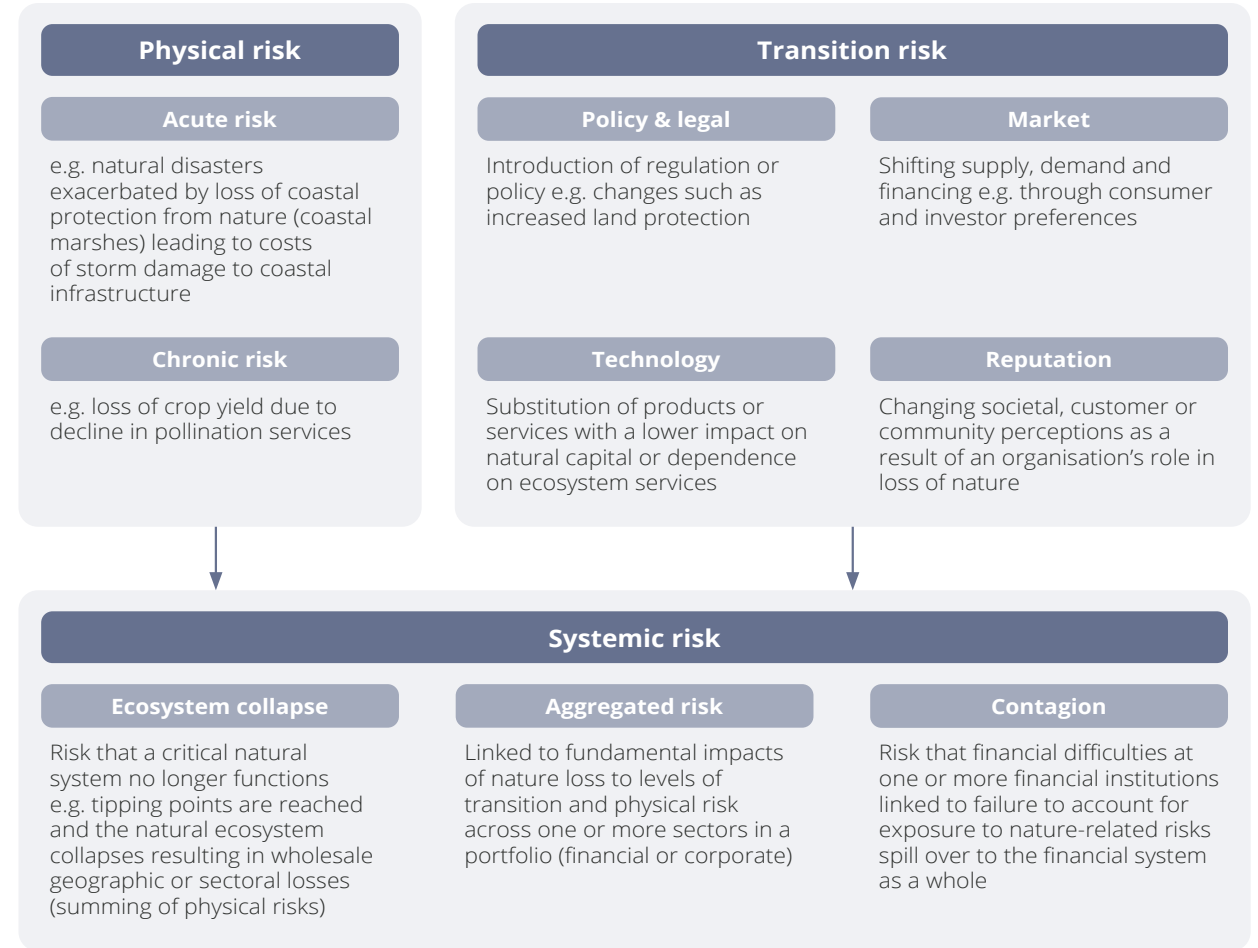 Physical risk
Acute risk
e.g. natural disasters
exacerbated by loss of coastal
protection from nature (coastal
marshes) leading to costs
of storm damage to coastal
infrastructure
Chronic risk
e.g. loss of crop yield due to
decline in pollination services
Transition risk
Policy & legal
Introduction of regulation or
policy e.g. changes such as
increased land protection
Market
Shifting supply, demand and
financing e.g. through consumer
and investor preferences
Technology
Substitution of products or
services with a lower impact on
natural capital or dependence
on ecosystem services
Reputation
Changing societal, customer or
community perceptions as a
result of an organisation’s role in
loss of nature
Systemic risk
Ecosystem collapse
Risk that a critical natural
system no longer functions
e.g. tipping points are reached
and the natural ecosystem
collapses resulting in wholesale
geographic or sectoral losses
(summing of physical risks)
Aggregated risk
Linked to fundamental impacts
of nature loss to levels of
transition and physical risk
across one or more sectors in a
portfolio (financial or corporate)
Contagion
Risk that financial difficulties at
one or more financial institutions
linked to failure to account for
exposure to nature-related risks
spill over to the financial system
as a whole